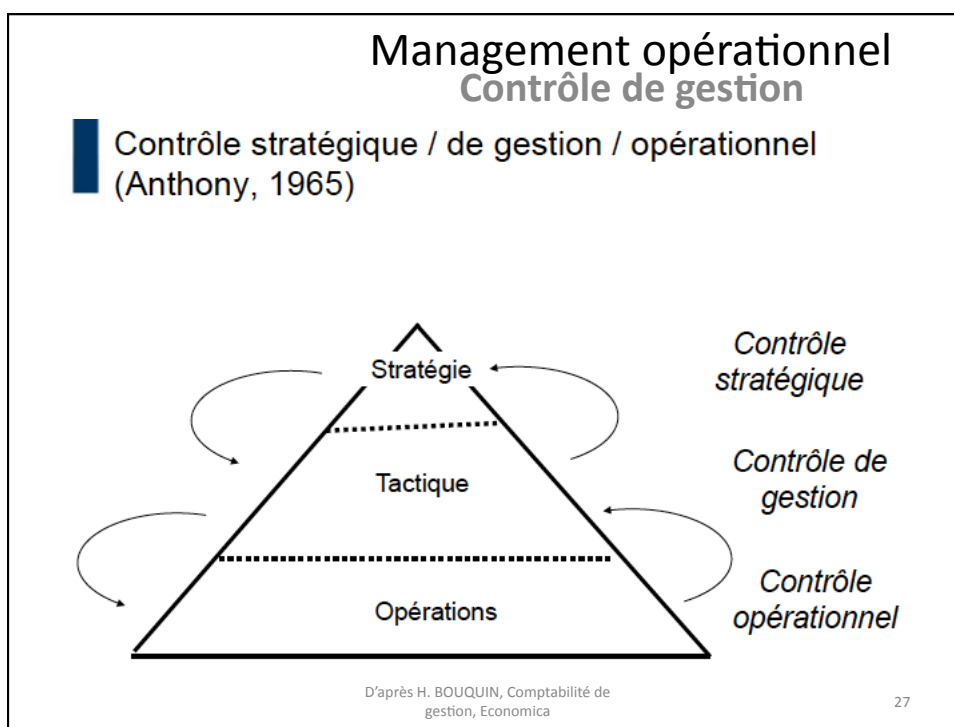 Management opérationnel
Contrôle de gestion
Contrôle stratégique / de gestion / opérationnel
(Anthony, 1965)
Stratégie
Contrôle
stratégique
Tactique
Contrôle de
gestion
Opérations
Contrôle
opérationnel
D'après H. BOUQUIN, Comptabilité de
gestion, Economica
27